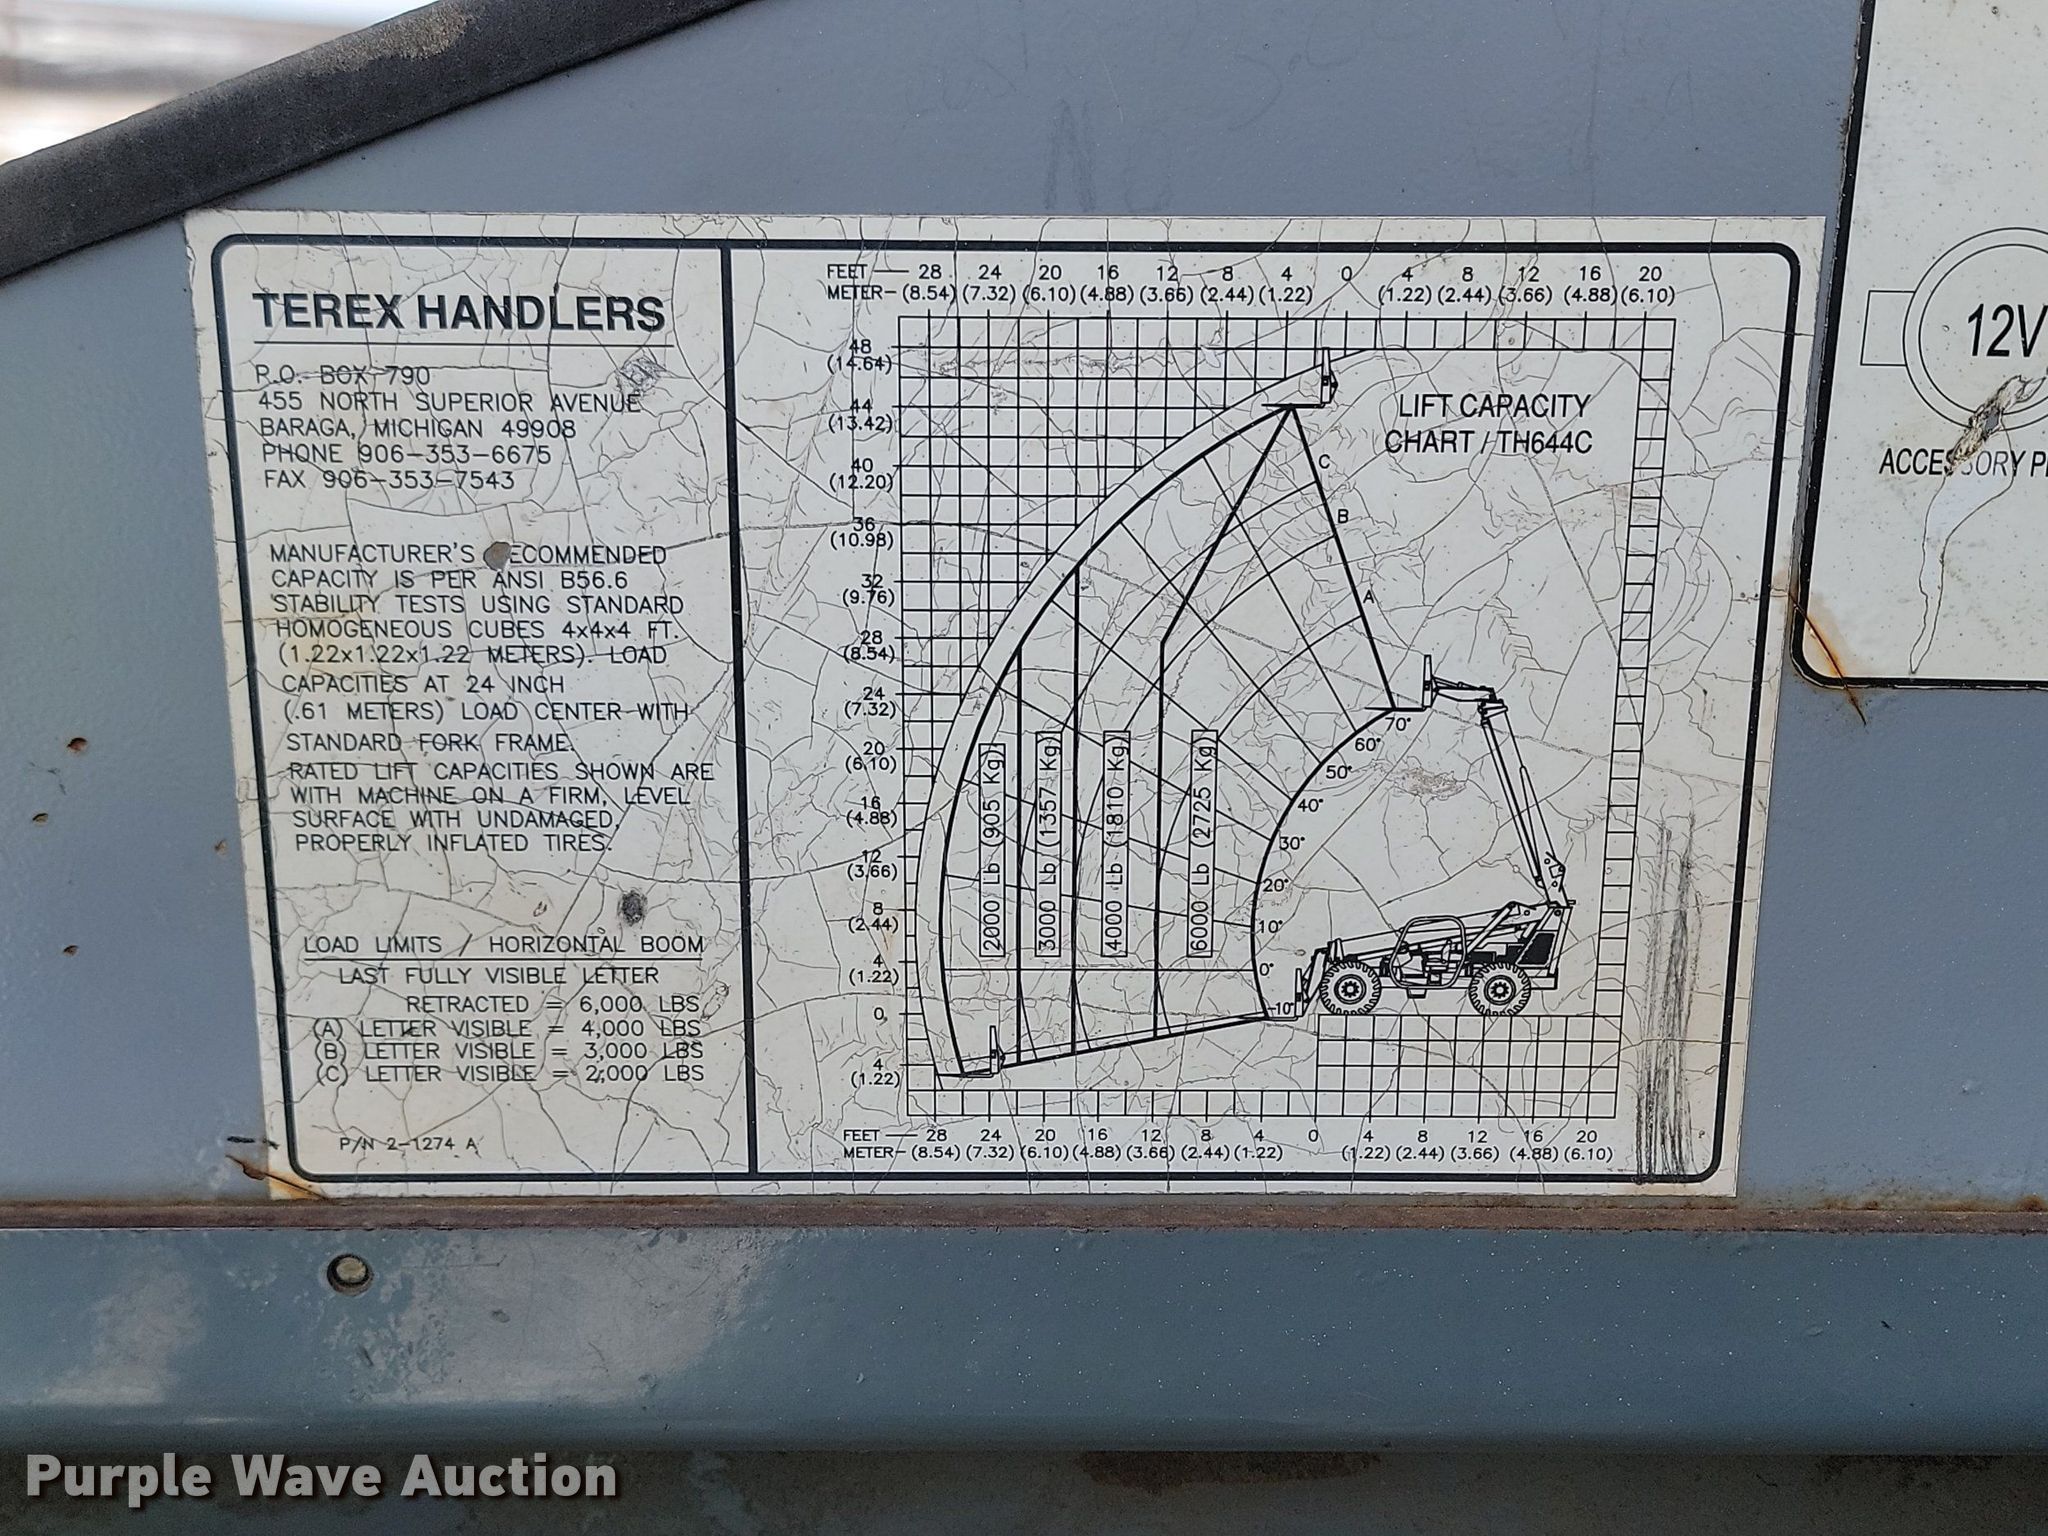 TEREX HANDLERS
P.O. BOX 790
455 NORTH SUPERIOR AVENUE
BARAGA, MICHIGAN 49908
PHONE 906-353-6675
FAX 906-353-7543
MANUFACTURER'S ECOMMENDED
CAPACITY IS PER ANSI B56.6
STABILITY TESTS USING STANDARD
HOMOGENEOUS CUBES 4x4x4 FT.
(1.22x1.22x1.22 METERS). LOAD
CAPACITIES AT 24 INCH
(.61 METERS) LOAD CENTER WITH
STANDARD FORK FRAME.
RATED LIFT CAPACITIES SHOWN ARE
WITH MACHINE ON A FIRM, LEVEL
SURFACE WITH UNDAMAGED,
PROPERLY INFLATED TIRES.
LOAD LIMITS / HORIZONTAL BOOM
LAST FULLY VISIBLE LETTER
RETRACTED = 6,000 LBS
(A) LETTER VISIBLE = 4,000 LBS
(B) LETTER VISIBLE = 3,000 LBS
(C) LETTER VISIBLE = 2,000 LBS
P/N 2-1274 A
FEET — 28 24 20 16 12 8 4 0 4 8 12 16 20
METER- (8.54) (7.32) (6.10) (4.88) (3.66) (2.44) (1.22) (1.22) (2.44) (3.66) (4.88) (6.10)
LIFT CAPACITY
CHART / TH644C
48
(14.64)
44
(13.42)
40
(12.20)
36
(10.98)
32
(9.76)
28
(8.54)
24
(7.32)
20
(6.10)
16
(4.88)
12
(3.66)
8
(2.44)
4
(1.22)
0
4
(1.22)
C
B
A
70°
60°
50°
40°
30°
20°
10°
0°
-10°
2000 Lb (905 Kg)
3000 Lb (1357 Kg)
4000 Lb (1810 Kg)
6000 Lb (2725 Kg)
FEET — 28 24 20 16 12 8 4 0 4 8 12 16 20
METER- (8.54) (7.32) (6.10) (4.88) (3.66) (2.44) (1.22) (1.22) (2.44) (3.66) (4.88) (6.10)
12V
ACCESSORY P
Purple Wave Auction